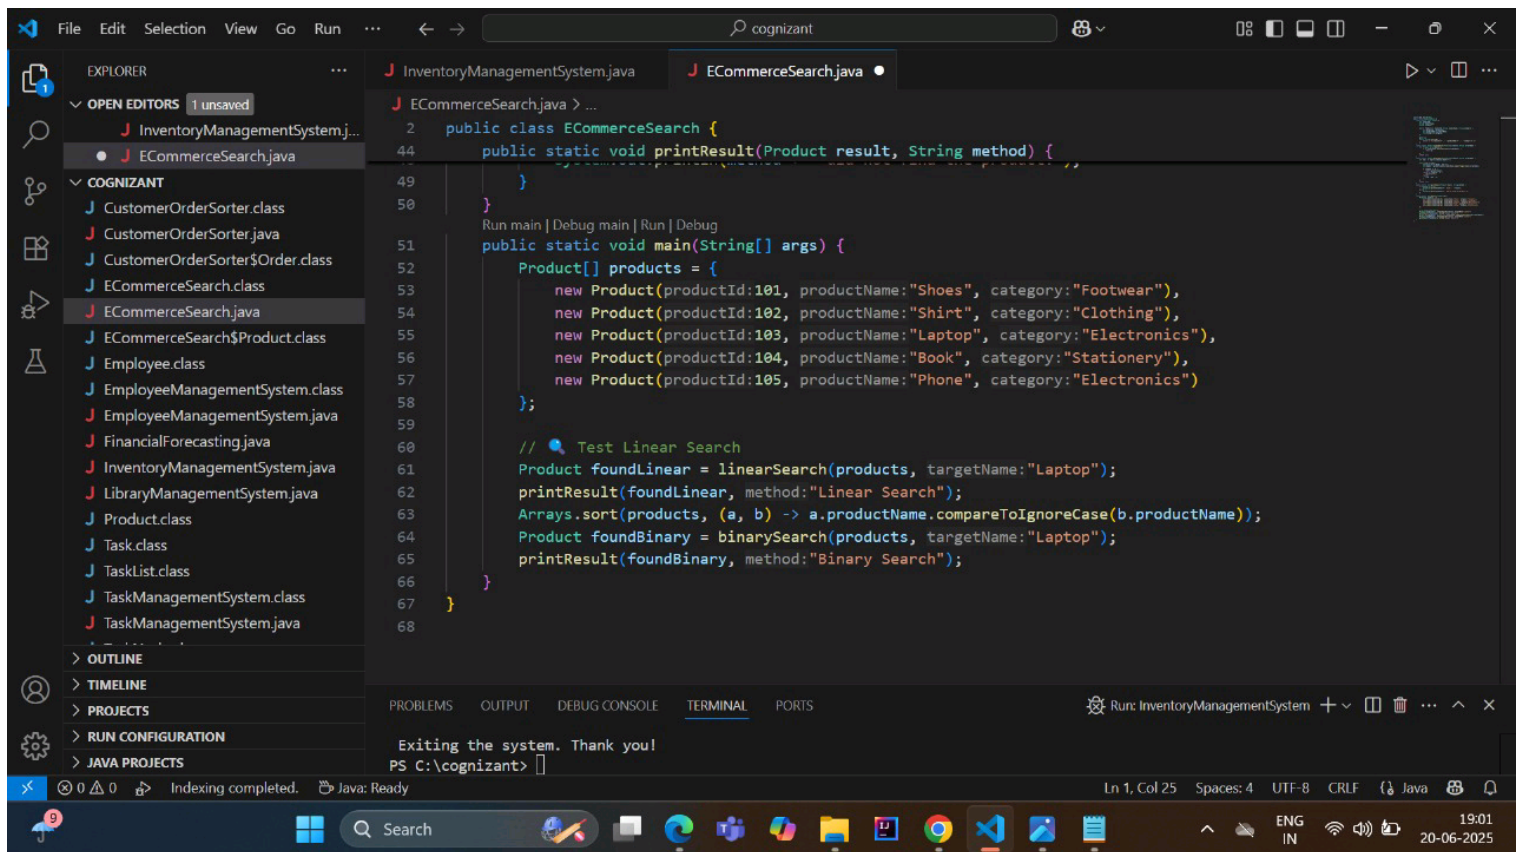 File Edit Selection View Go Run ··· cognizant
EXPLORER ···
OPEN EDITORS 1 unsaved
InventoryManagementSystem.j...
ECommerceSearch.java
COGNIZANT
CustomerOrderSorter.class
CustomerOrderSorter.java
CustomerOrderSorter$Order.class
ECommerceSearch.class
ECommerceSearch.java
ECommerceSearch$Product.class
Employee.class
EmployeeManagementSystem.class
EmployeeManagementSystem.java
FinancialForecasting.java
InventoryManagementSystem.java
LibraryManagementSystem.java
Product.class
Task.class
TaskList.class
TaskManagementSystem.class
TaskManagementSystem.java
OUTLINE
TIMELINE
PROJECTS
RUN CONFIGURATION
JAVA PROJECTS
InventoryManagementSystem.java ECommerceSearch.java
ECommerceSearch.java > ...
2 public class ECommerceSearch {
44 public static void printResult(Product result, String method) {
49 }
50 }
Run main | Debug main | Run | Debug
51 public static void main(String[] args) {
52 Product[] products = {
53 new Product(productId:101, productName:"Shoes", category:"Footwear"),
54 new Product(productId:102, productName:"Shirt", category:"Clothing"),
55 new Product(productId:103, productName:"Laptop", category:"Electronics"),
56 new Product(productId:104, productName:"Book", category:"Stationery"),
57 new Product(productId:105, productName:"Phone", category:"Electronics")
58 };
59
60 // 🔍 Test Linear Search
61 Product foundLinear = linearSearch(products, targetName:"Laptop");
62 printResult(foundLinear, method:"Linear Search");
63 Arrays.sort(products, (a, b) -> a.productName.compareToIgnoreCase(b.productName));
64 Product foundBinary = binarySearch(products, targetName:"Laptop");
65 printResult(foundBinary, method:"Binary Search");
66 }
67 }
68
PROBLEMS OUTPUT DEBUG CONSOLE TERMINAL PORTS Run: InventoryManagementSystem
Exiting the system. Thank you!
PS C:\cognizant>
0 0 Indexing completed. Java: Ready Ln 1, Col 25 Spaces: 4 UTF-8 CRLF Java
9 Search ENG IN 19:01
20-06-2025